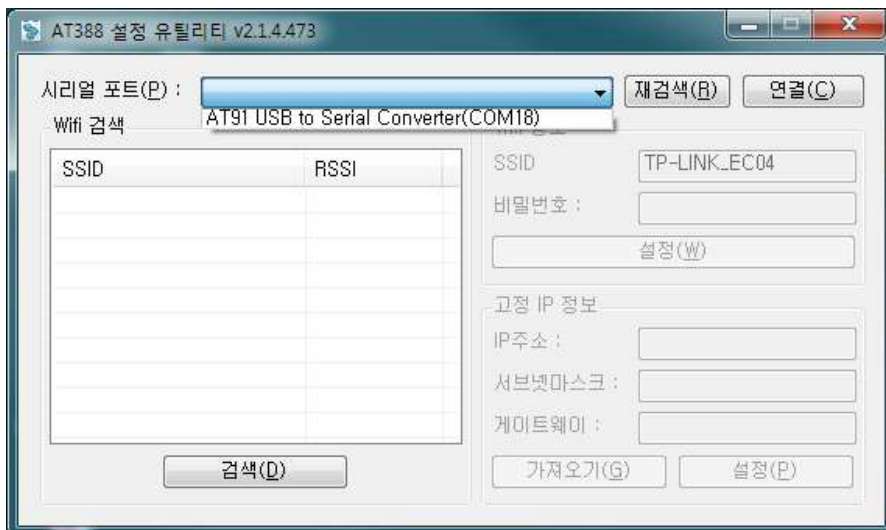 AT388 설정 유틸리티 v2.1.4.473
시리얼 포트(P) :
재검색(R)
연결(C)
AT91 USB to Serial Converter(COM18)
Wifi 검색
SSID
RSSI
검색(D)
SSID
TP-LINK_EC04
비밀번호 :
설정(W)
고정 IP 정보
IP주소 :
서브넷마스크 :
게이트웨이 :
가져오기(G)
설정(P)